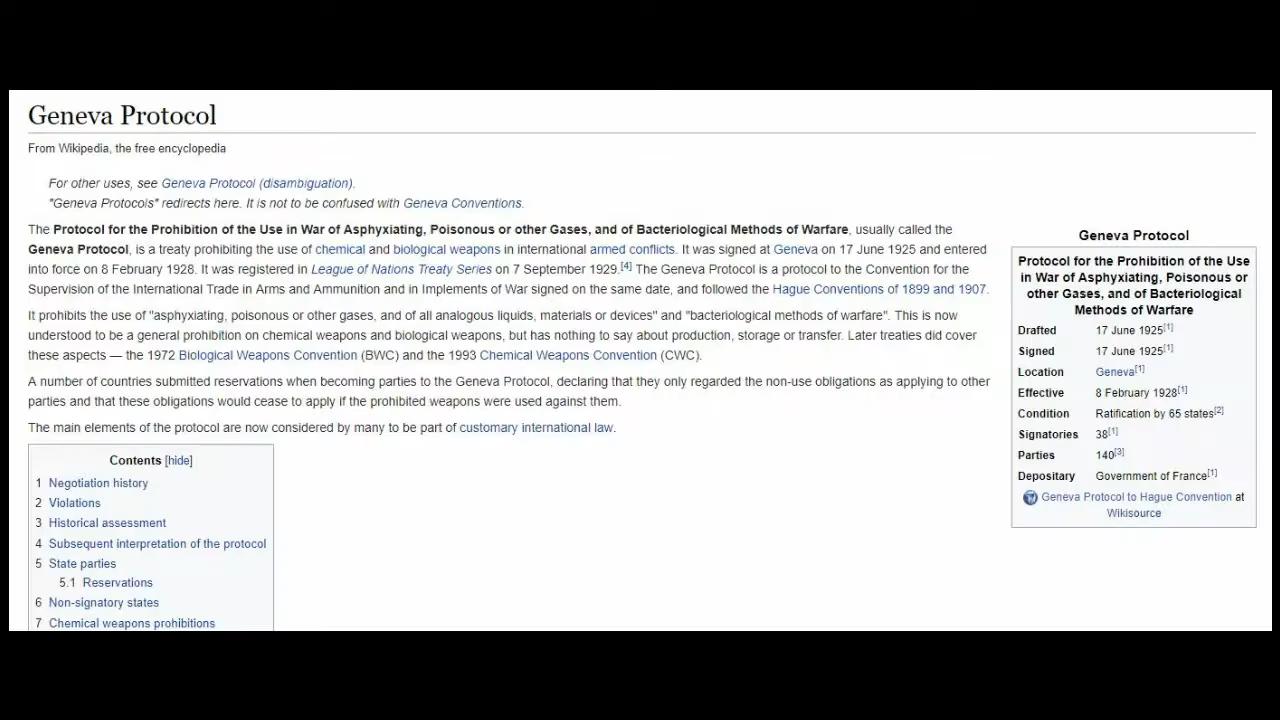 Geneva Protocol
From Wikipedia, the free encyclopedia
For other uses, see Geneva Protocol (disambiguation).
"Geneva Protocols" redirects here. It is not to be confused with Geneva Conventions.
The Protocol for the Prohibition of the Use in War of Asphyxiating, Poisonous or other Gases, and of Bacteriological Methods of Warfare, usually called the
Geneva Protocol, is a treaty prohibiting the use of chemical and biological weapons in international armed conflicts. It was signed at Geneva on 17 June 1925 and entered
into force on 8 February 1928. It was registered in League of Nations Treaty Series on 7 September 1929.[4] The Geneva Protocol is a protocol to the Convention for the
Supervision of the International Trade in Arms and Ammunition and in Implements of War signed on the same date, and followed the Hague Conventions of 1899 and 1907.
It prohibits the use of "asphyxiating, poisonous or other gases, and of all analogous liquids, materials or devices" and "bacteriological methods of warfare". This is now
understood to be a general prohibition on chemical weapons and biological weapons, but has nothing to say about production, storage or transfer. Later treaties did cover
these aspects — the 1972 Biological Weapons Convention (BWC) and the 1993 Chemical Weapons Convention (CWC).
A number of countries submitted reservations when becoming parties to the Geneva Protocol, declaring that they only regarded the non-use obligations as applying to other
parties and that these obligations would cease to apply if the prohibited weapons were used against them.
The main elements of the protocol are now considered by many to be part of customary international law.
Contents [hide]
1 Negotiation history
2 Violations
3 Historical assessment
4 Subsequent interpretation of the protocol
5 State parties
5.1 Reservations
6 Non-signatory states
7 Chemical weapons prohibitions
Geneva Protocol
Protocol for the Prohibition of the Use
in War of Asphyxiating, Poisonous or
other Gases, and of Bacteriological
Methods of Warfare
Drafted 17 June 1925[1]
Signed 17 June 1925[1]
Location Geneva[1]
Effective 8 February 1928[1]
Condition Ratification by 65 states[2]
Signatories 38[1]
Parties 140[3]
Depositary Government of France[1]
Geneva Protocol to Hague Convention at
Wikisource